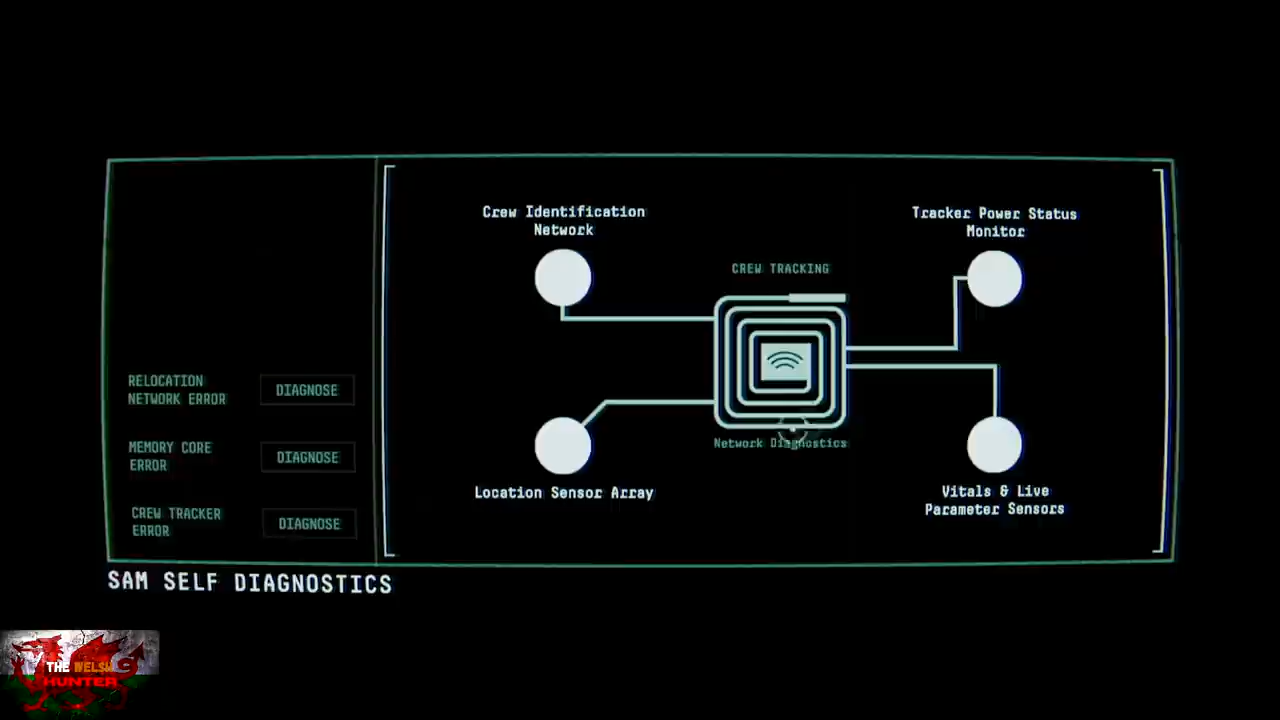 Crew Identification
Network
Tracker Power Status
Monitor
CREW TRACKING
RELOCATION
NETWORK ERROR
DIAGNOSE
Network Diagnostics
MEMORY CORE
ERROR
DIAGNOSE
Location Sensor Array
Vitals & Live
Parameter Sensors
CREW TRACKER
ERROR
DIAGNOSE
SAM SELF DIAGNOSTICS
THE WELSH
HUNTER